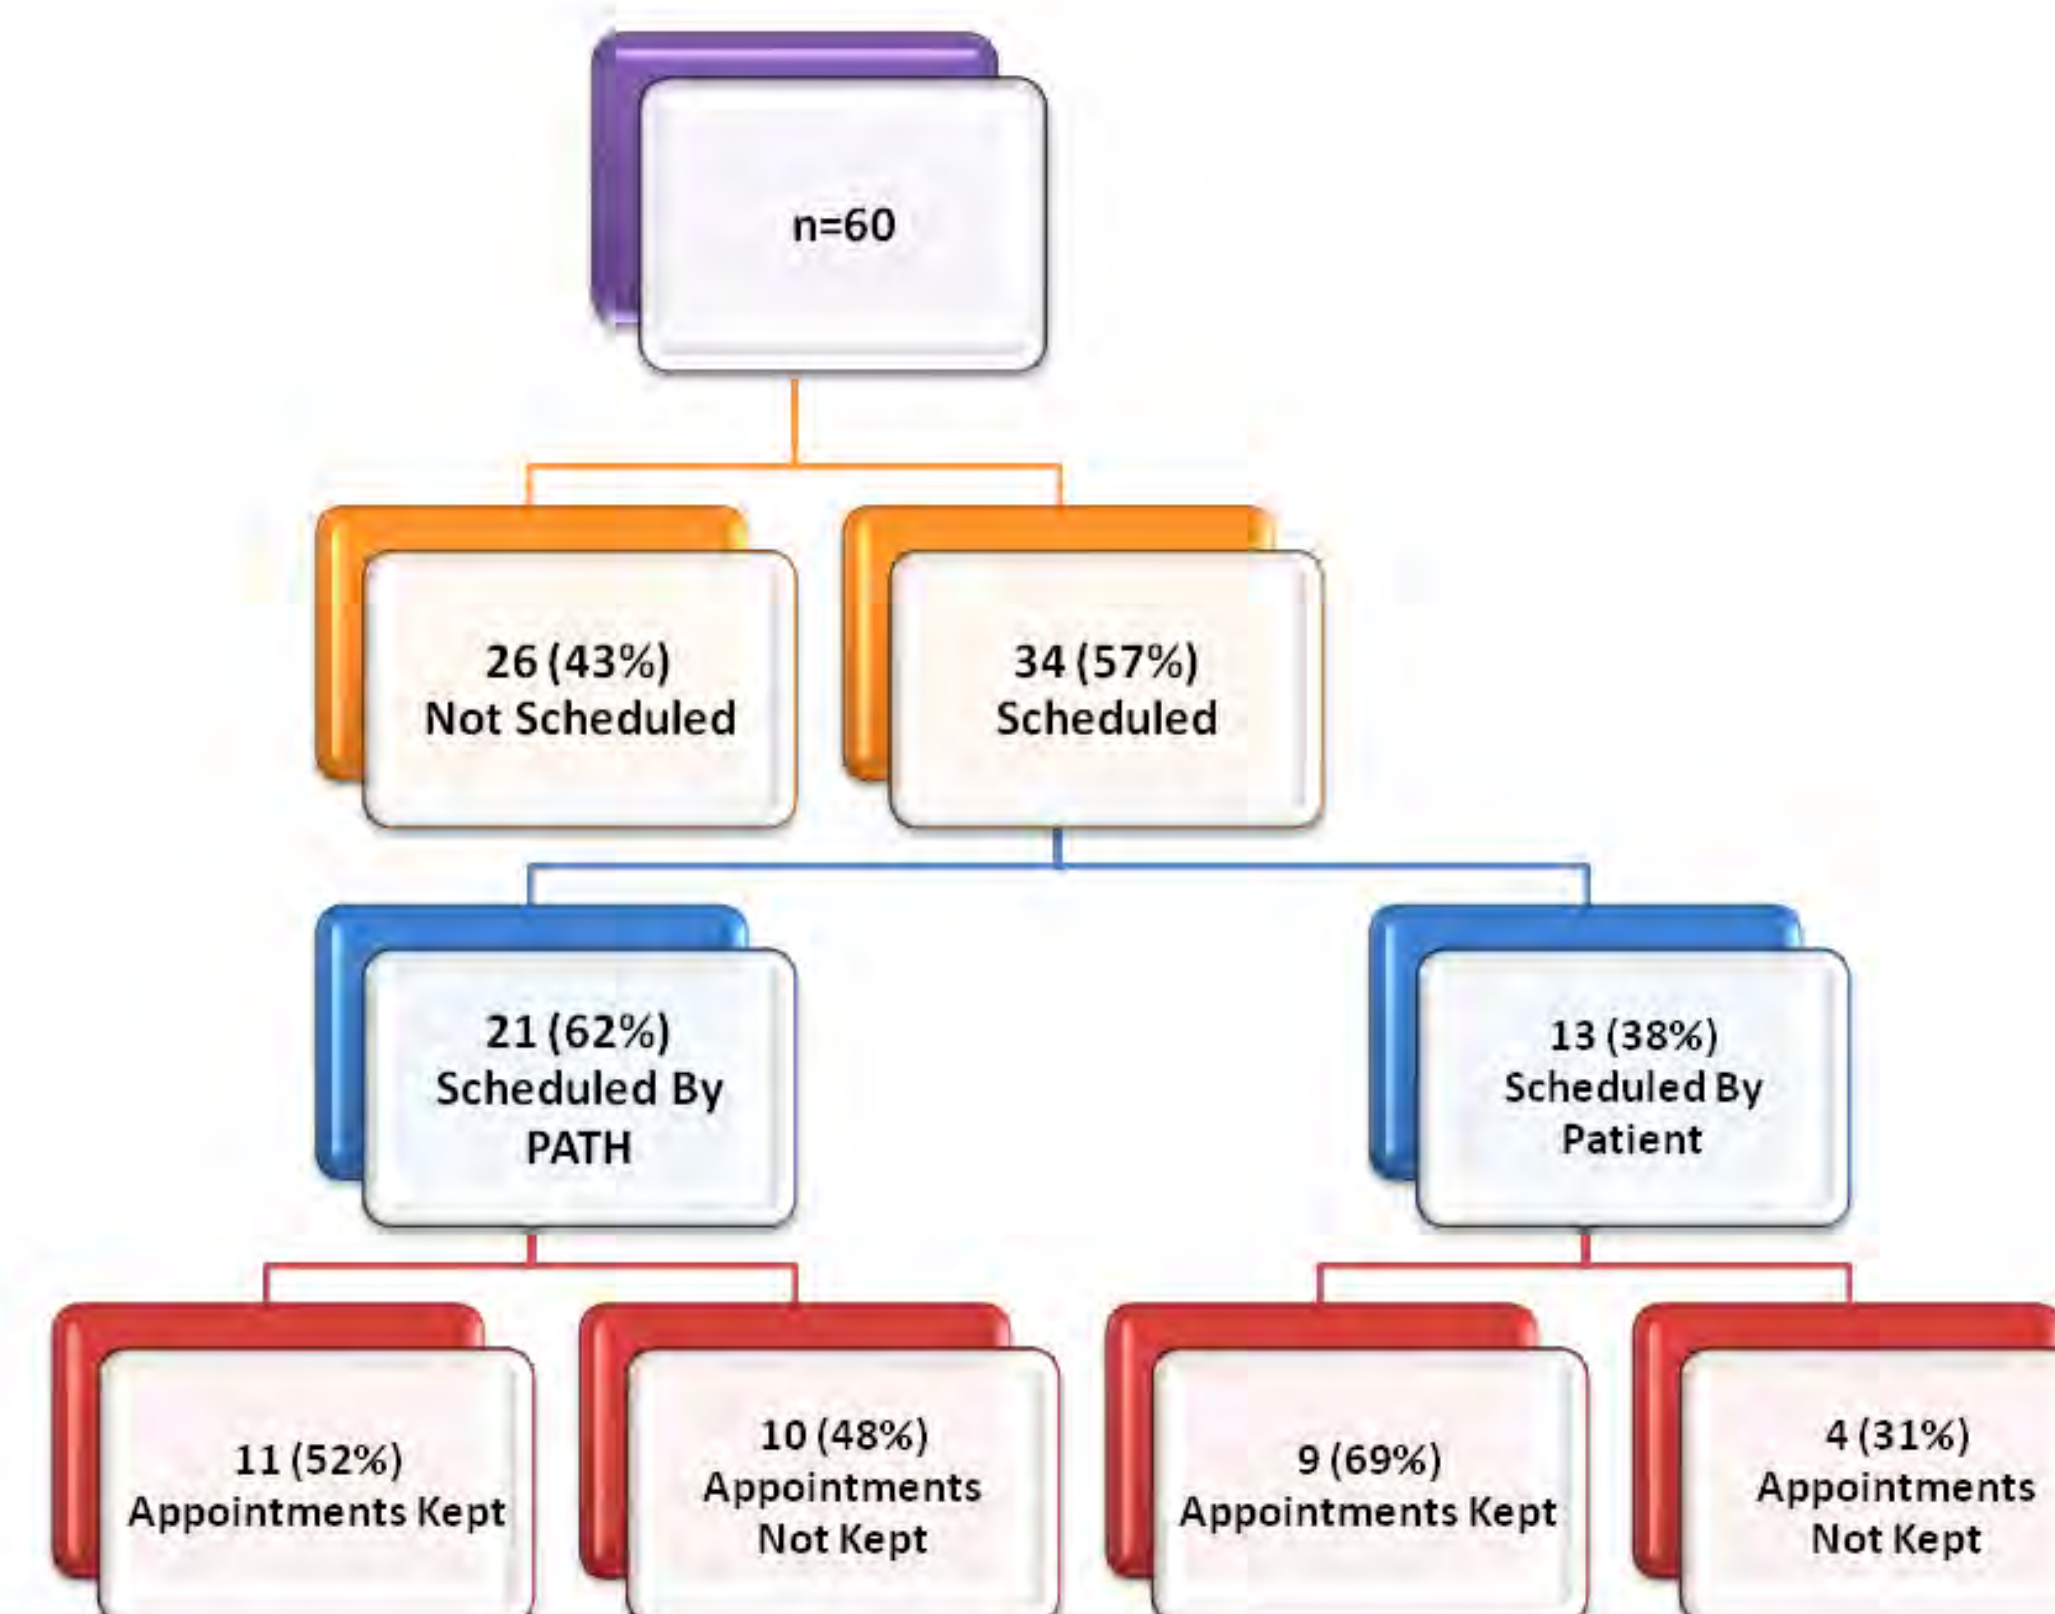 n=60
26 (43%)
Not Scheduled
34 (57%)
Scheduled
21 (62%)
Scheduled By
PATH
13 (38%)
Scheduled By
Patient
11 (52%)
Appointments Kept
10 (48%)
Appointments
Not Kept
9 (69%)
Appointments Kept
4 (31%)
Appointments
Not Kept